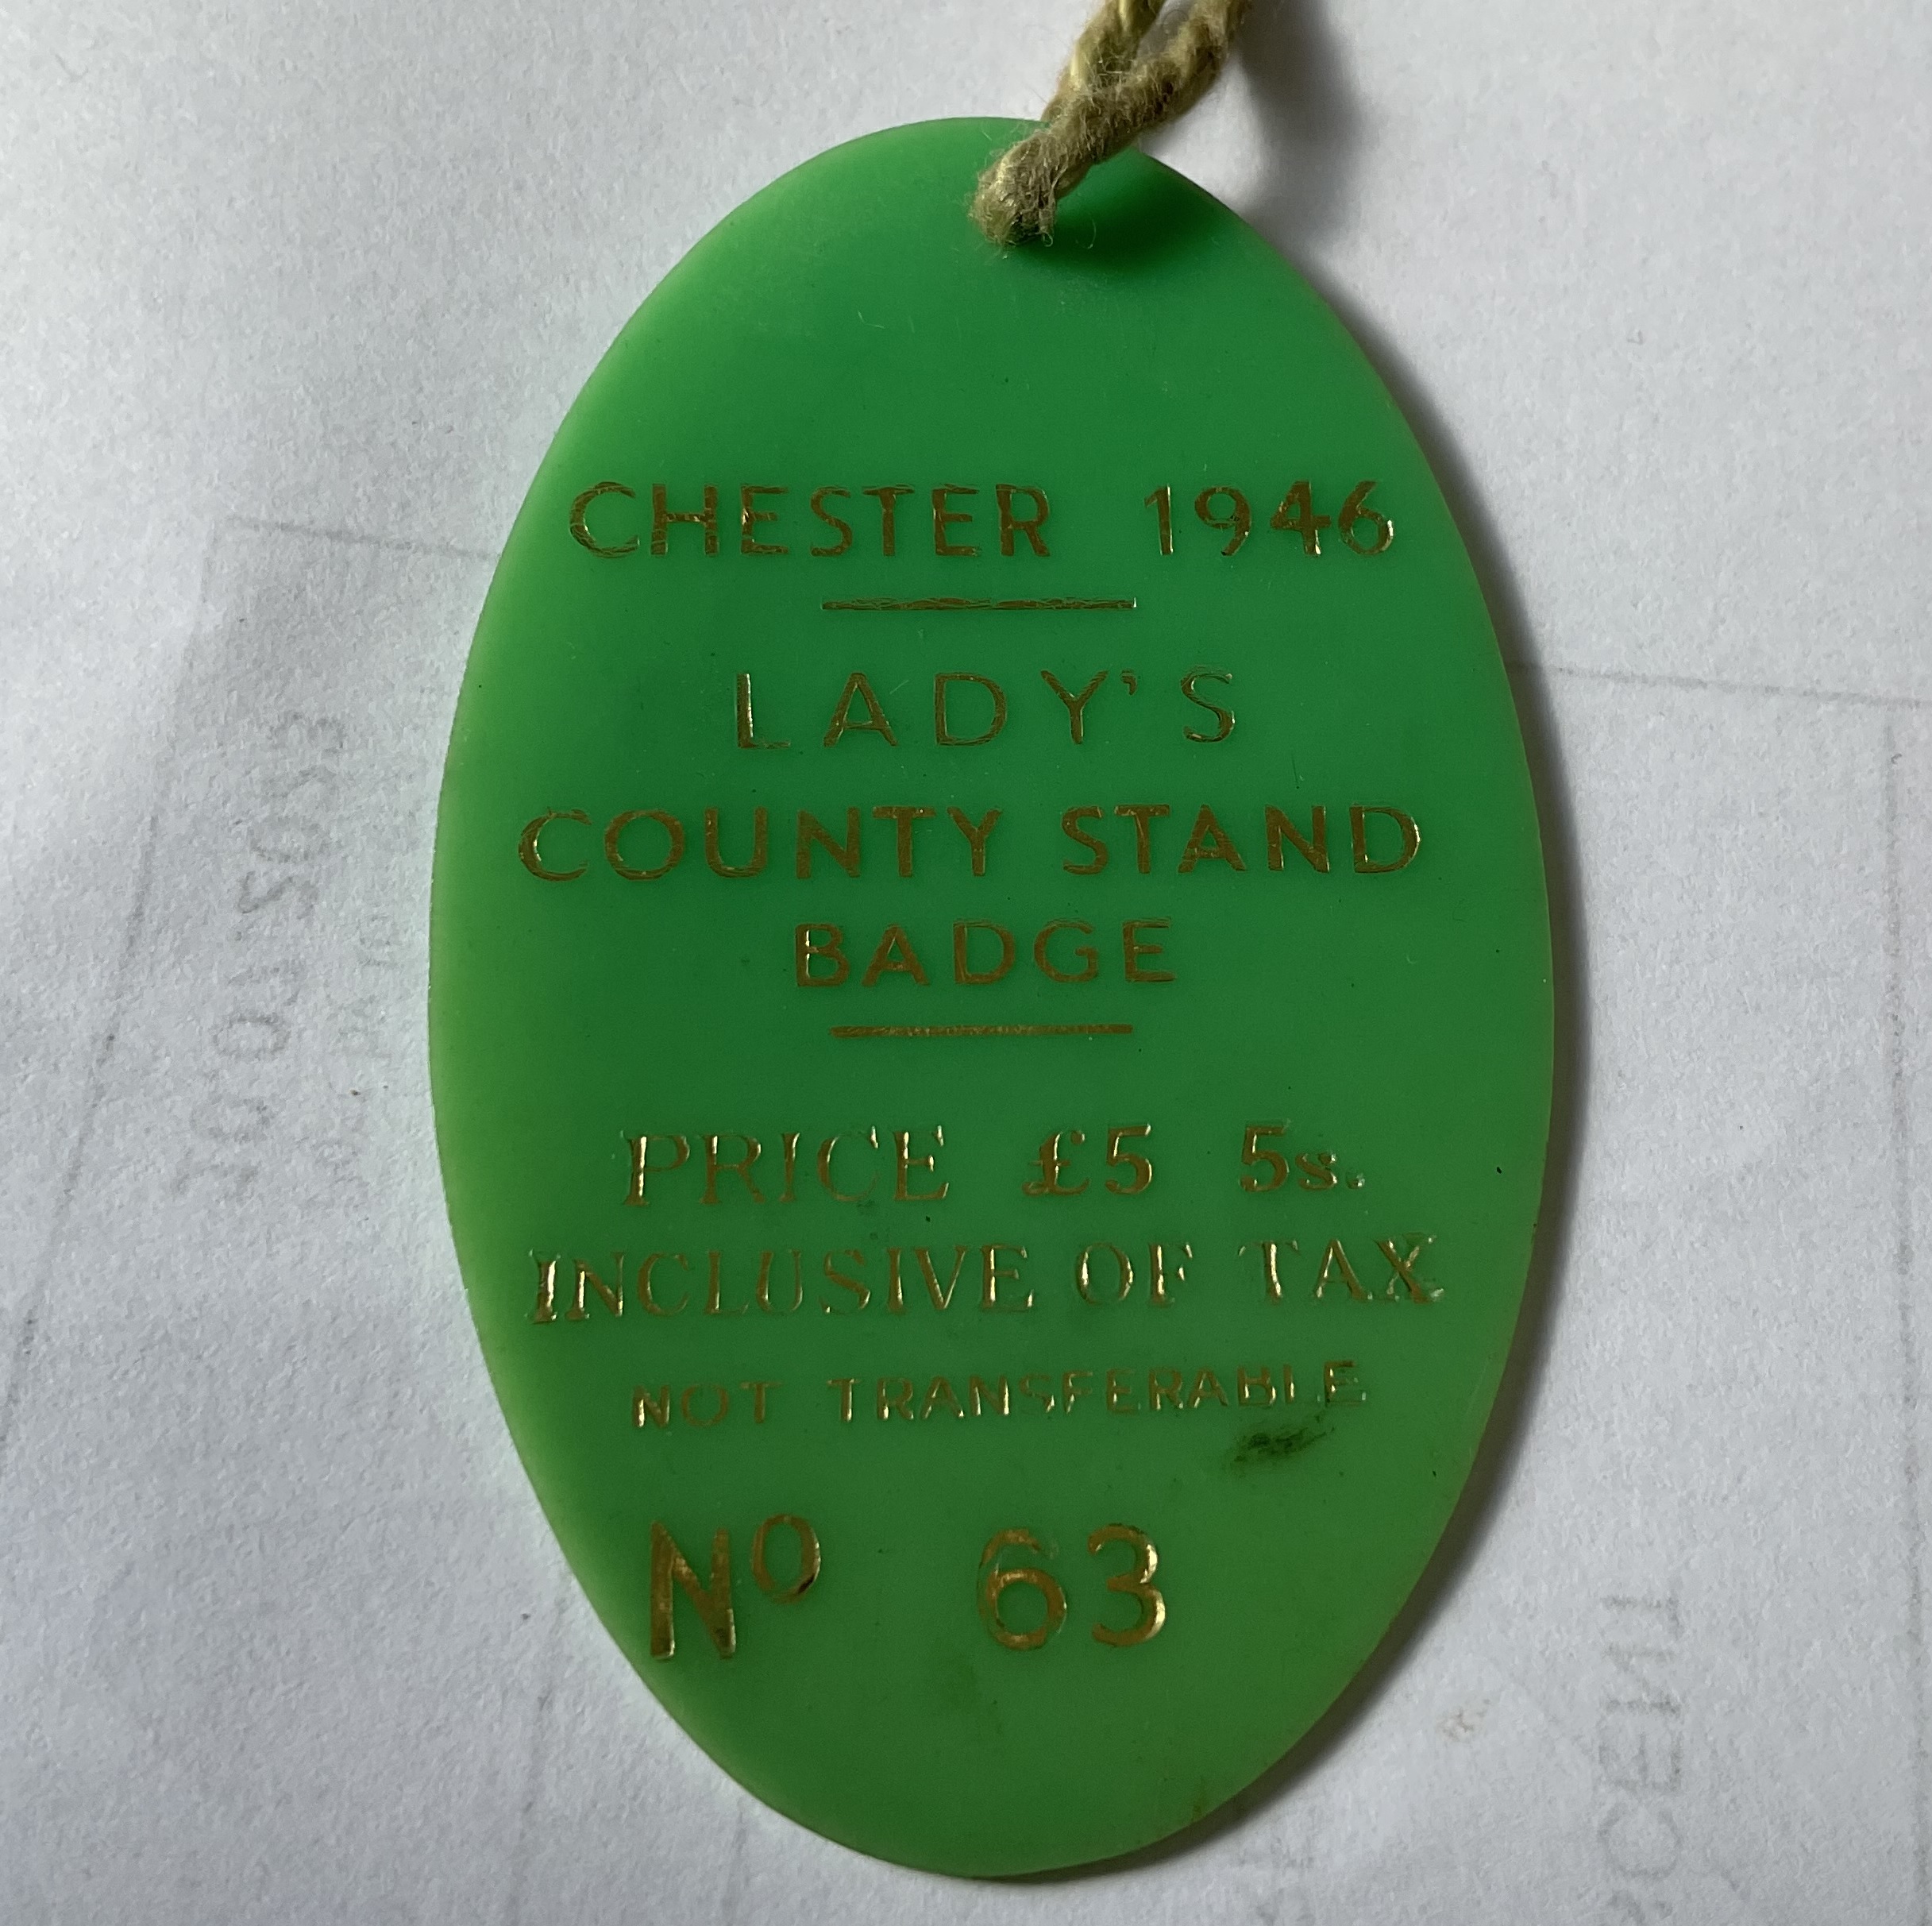 CHESTER 1946
LADY'S
COUNTY STAND
BADGE
PRICE £5 5s.
INCLUSIVE OF TAX
NOT TRANSFERABLE
Nº 63